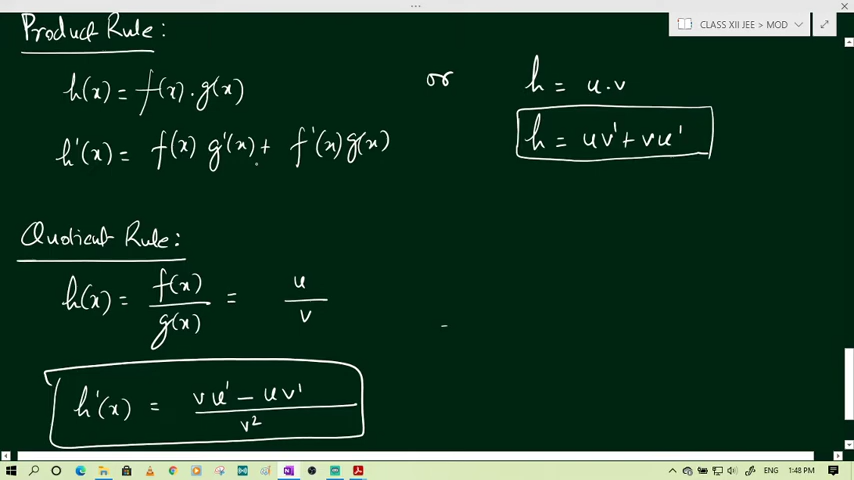 CLASS XII JEE > MOD
Product Rule:
h(x) = f(x) . g(x)
or
h = u.v
h'(x) = f(x) g'(x) + f'(x) g(x)
h = uv' + vu'
Quotient Rule:
h(x) = f(x)/g(x) = u/v
h'(x) = (vu' - uv')/v²
ENG 1:48 PM